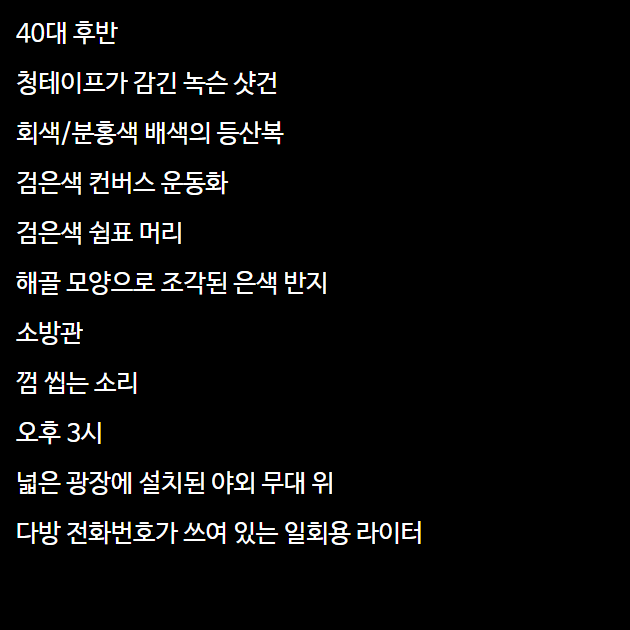 40대 후반
청테이프가 감긴 녹슨 샷건
회색/분홍색 배색의 등산복
검은색 컨버스 운동화
검은색 쉼표 머리
해골 모양으로 조각된 은색 반지
소방관
껌 씹는 소리
오후 3시
넓은 광장에 설치된 야외 무대 위
다방 전화번호가 쓰여 있는 일회용 라이터